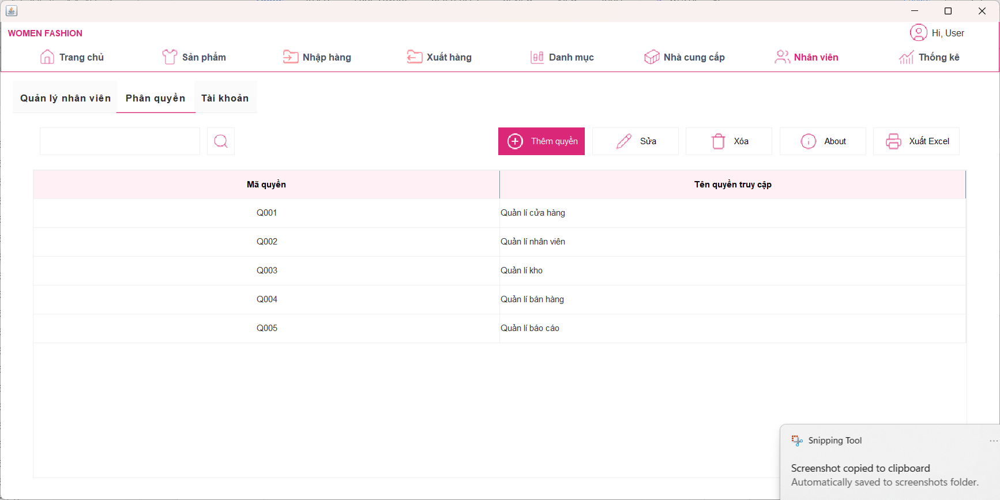 WOMEN FASHION
Hi, User
Trang chủ
Sản phẩm
Nhập hàng
Xuất hàng
Danh mục
Nhà cung cấp
Nhân viên
Thống kê
Quản lý nhân viên
Phân quyền
Tài khoản
Thêm quyền
Sửa
Xóa
About
Xuất Excel
Mã quyền
Tên quyền truy cập
Q001
Quản lí cửa hàng
Q002
Quản lí nhân viên
Q003
Quản lí kho
Q004
Quản lí bán hàng
Q005
Quản lí báo cáo
Snipping Tool
Screenshot copied to clipboard
Automatically saved to screenshots folder.